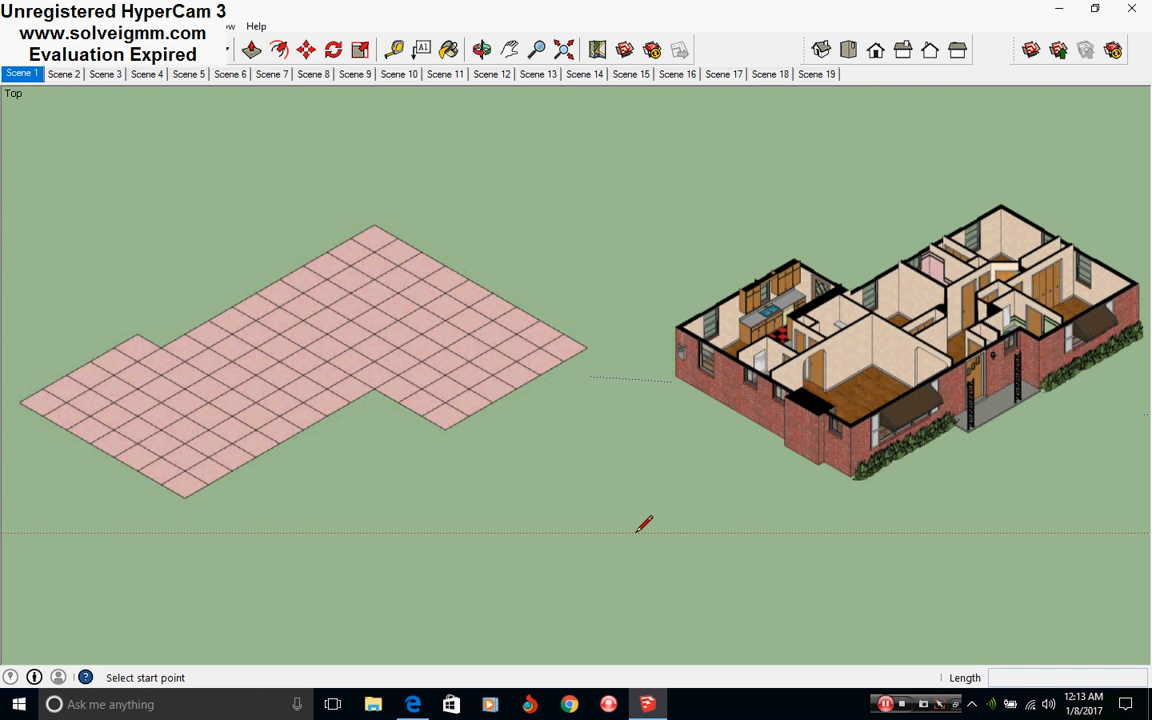 Unregistered HyperCam 3
www.solveigmm.com
Evaluation Expired
ow Help
A1
Scene 1 Scene 2 Scene 3 Scene 4 Scene 5 Scene 6 Scene 7 Scene 8 Scene 9 Scene 10 Scene 11 Scene 12 Scene 13 Scene 14 Scene 15 Scene 16 Scene 17 Scene 18 Scene 19
Top
Select start point
Length
Ask me anything
12:13 AM
1/8/2017